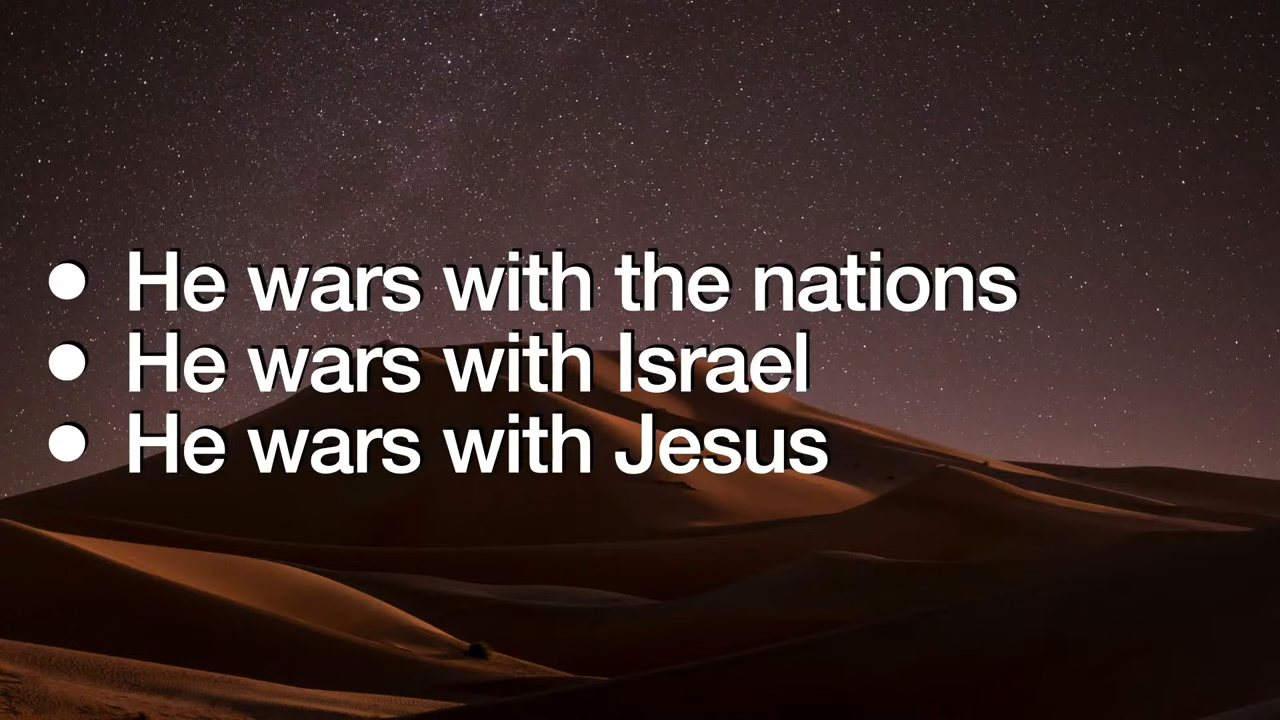 • He wars with the nations
• He wars with Israel
• He wars with Jesus